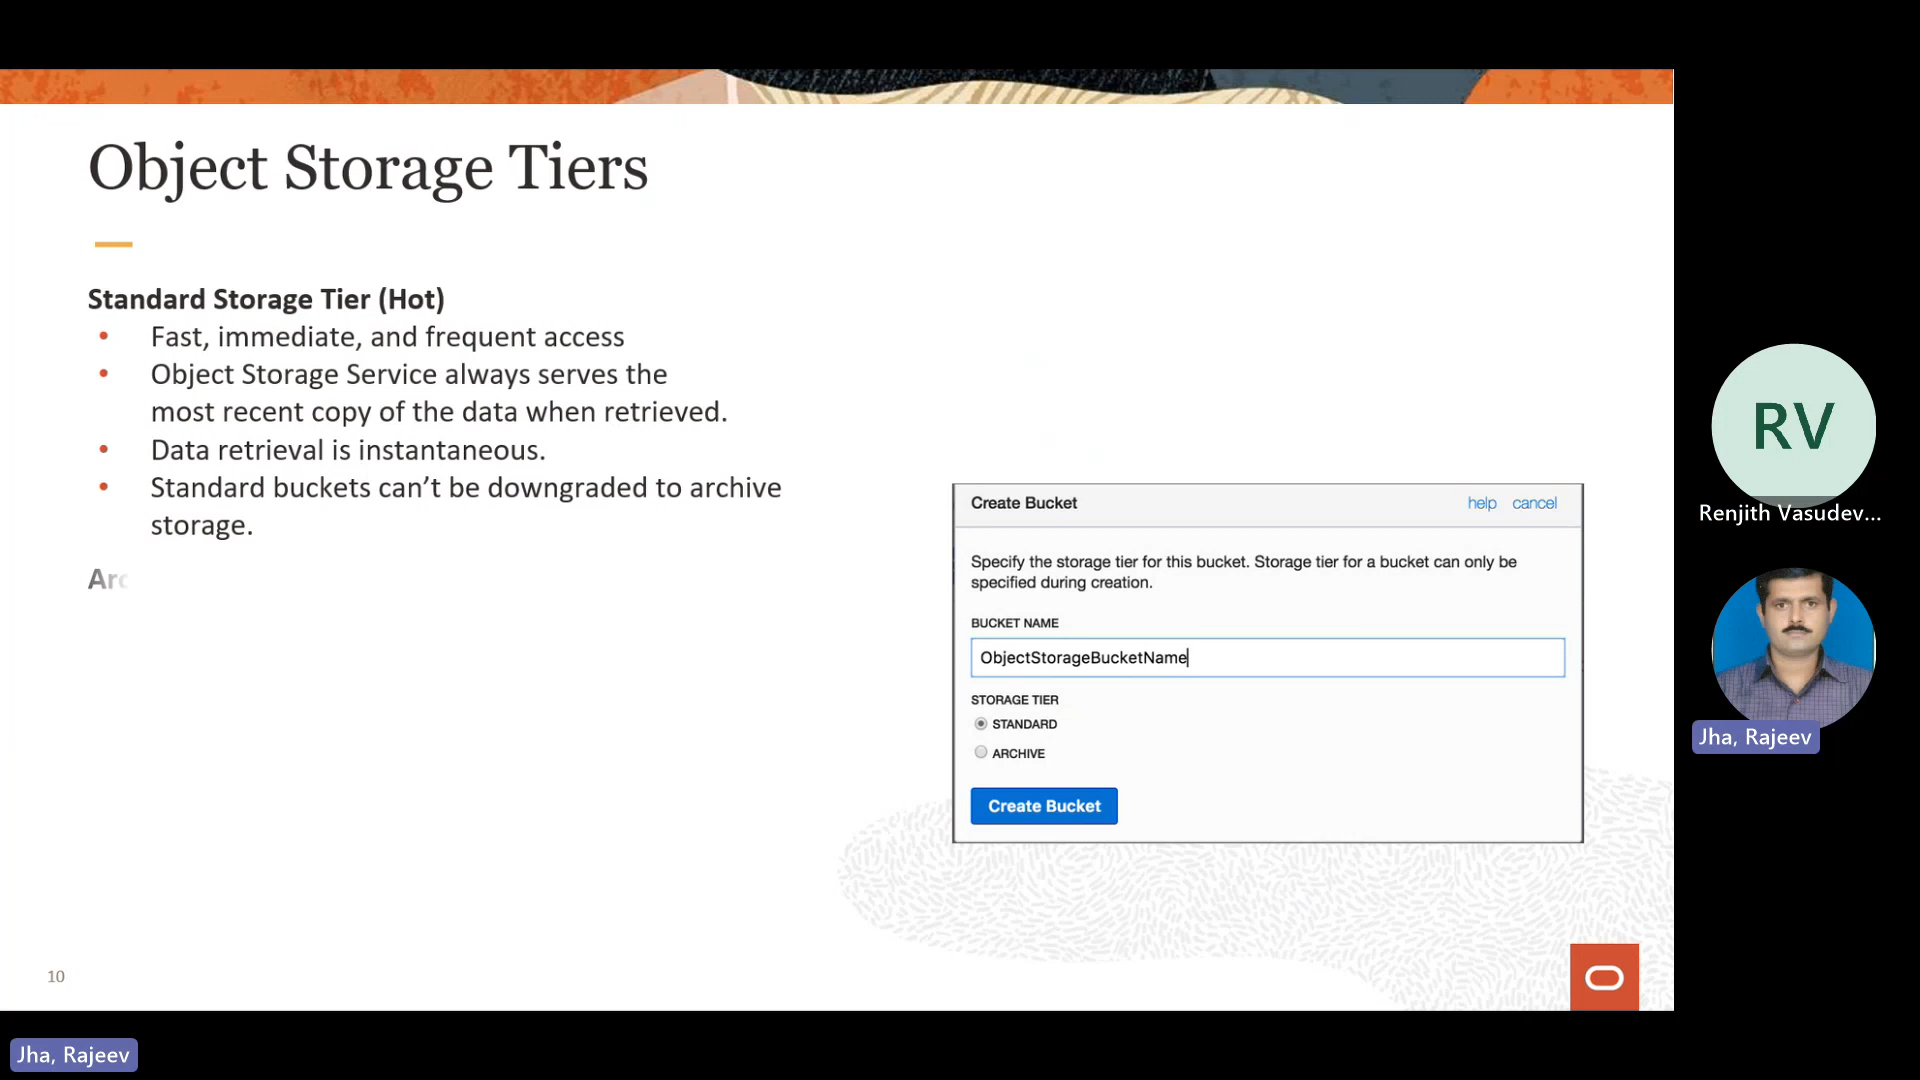 Object Storage Tiers
Standard Storage Tier (Hot)
• Fast, immediate, and frequent access
• Object Storage Service always serves the
most recent copy of the data when retrieved.
• Data retrieval is instantaneous.
• Standard buckets can’t be downgraded to archive
storage.
Arc
Create Bucket help cancel
Specify the storage tier for this bucket. Storage tier for a bucket can only be
specified during creation.
BUCKET NAME
ObjectStorageBucketName
STORAGE TIER
STANDARD
ARCHIVE
Create Bucket
10
RV
Renjith Vasudev...
Jha, Rajeev
Jha, Rajeev